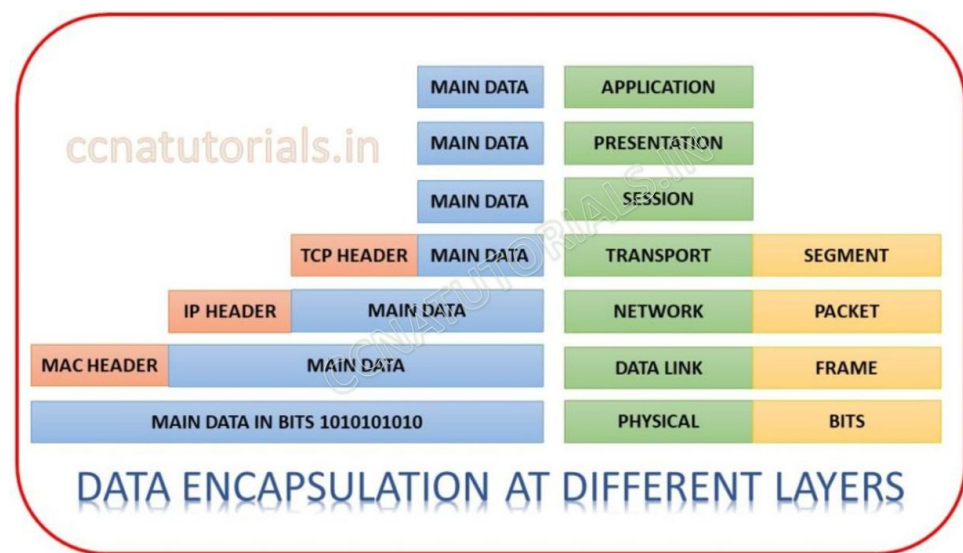 MAIN DATA APPLICATION
ccnatutorials.in
MAIN DATA PRESENTATION
MAIN DATA SESSION
TCP HEADER MAIN DATA TRANSPORT SEGMENT
IP HEADER MAIN DATA NETWORK PACKET
MAC HEADER MAIN DATA DATA LINK FRAME
MAIN DATA IN BITS 1010101010 PHYSICAL BITS
CCNATUTORIALS.IN
DATA ENCAPSULATION AT DIFFERENT LAYERS